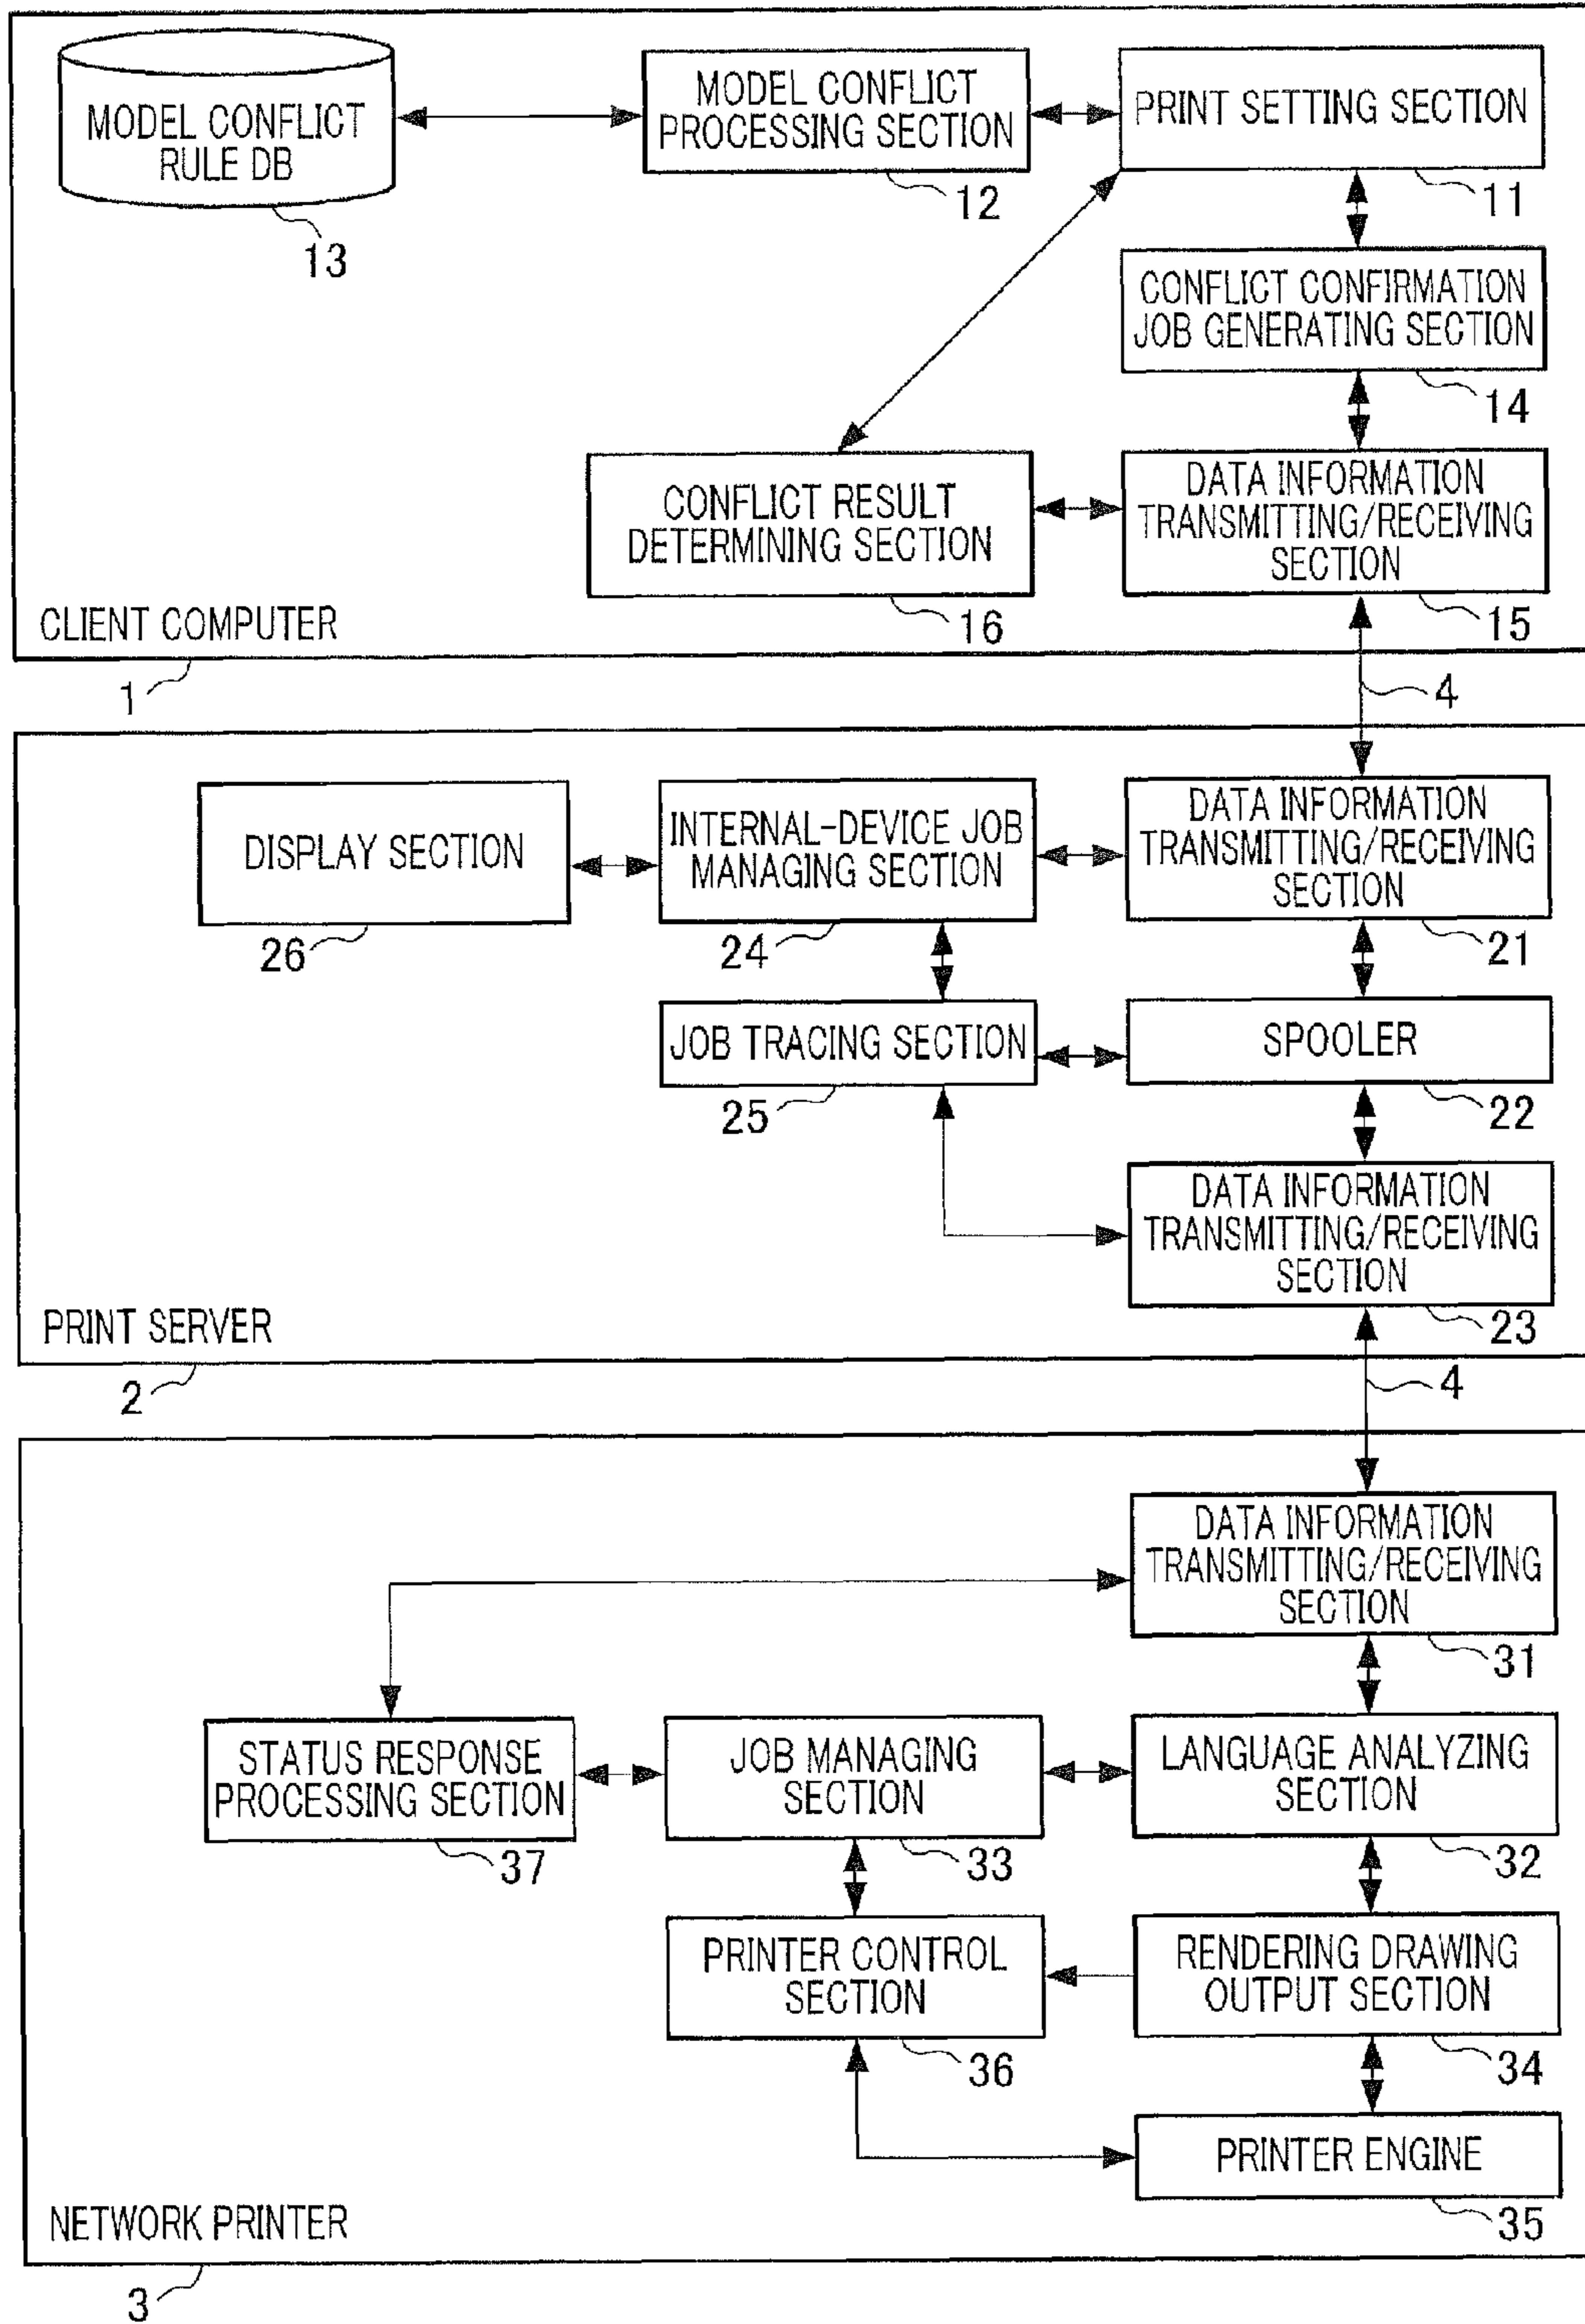 MODEL CONFLICT
RULE DB
13
MODEL CONFLICT
PROCESSING SECTION
12
PRINT SETTING SECTION
11
CONFLICT CONFIRMATION
JOB GENERATING SECTION
14
CONFLICT RESULT
DETERMINING SECTION
16
DATA INFORMATION
TRANSMITTING/RECEIVING
SECTION
15
CLIENT COMPUTER
1
4
DISPLAY SECTION
26
INTERNAL-DEVICE JOB
MANAGING SECTION
24
DATA INFORMATION
TRANSMITTING/RECEIVING
SECTION
21
JOB TRACING SECTION
25
SPOOLER
22
DATA INFORMATION
TRANSMITTING/RECEIVING
SECTION
23
PRINT SERVER
2
4
DATA INFORMATION
TRANSMITTING/RECEIVING
SECTION
31
STATUS RESPONSE
PROCESSING SECTION
37
JOB MANAGING
SECTION
33
LANGUAGE ANALYZING
SECTION
32
PRINTER CONTROL
SECTION
36
RENDERING DRAWING
OUTPUT SECTION
34
PRINTER ENGINE
35
NETWORK PRINTER
3